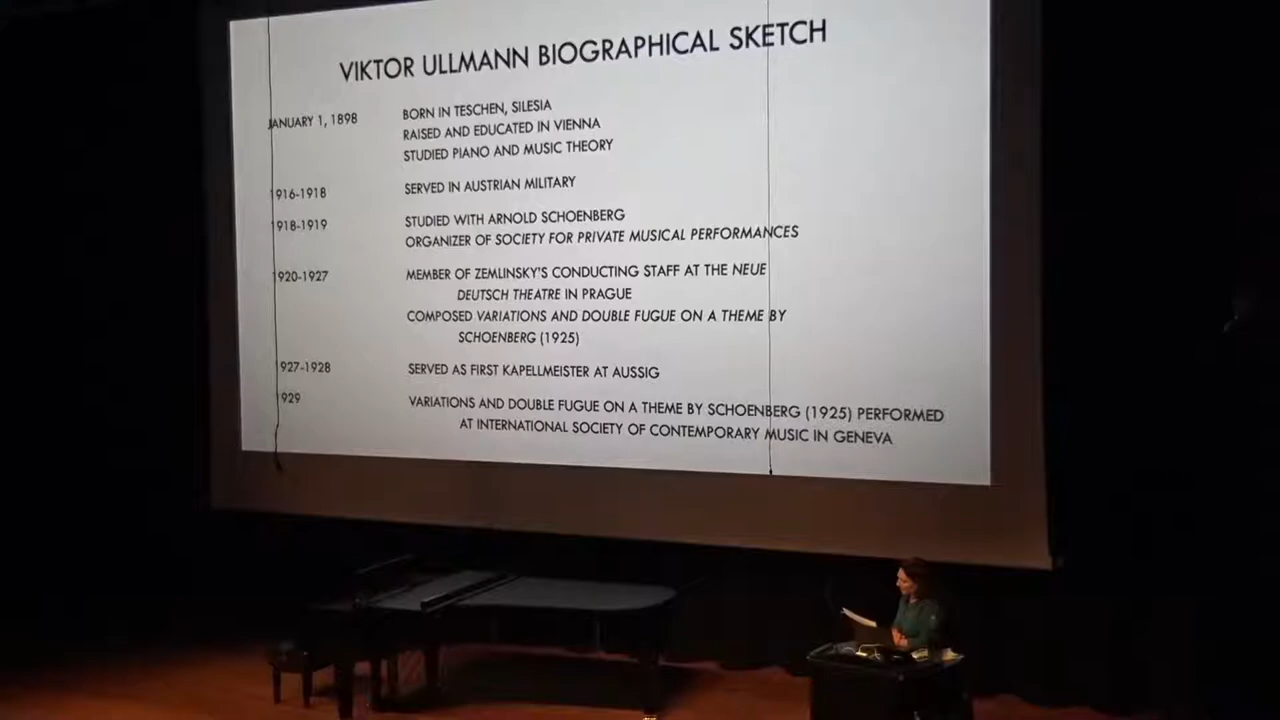 VIKTOR ULLMANN BIOGRAPHICAL SKETCH
JANUARY 1, 1898 BORN IN TESCHEN, SILESIA
RAISED AND EDUCATED IN VIENNA
STUDIED PIANO AND MUSIC THEORY
1916-1918 SERVED IN AUSTRIAN MILITARY
1918-1919 STUDIED WITH ARNOLD SCHOENBERG
ORGANIZER OF SOCIETY FOR PRIVATE MUSICAL PERFORMANCES
1920-1927 MEMBER OF ZEMLINSKY'S CONDUCTING STAFF AT THE NEUE
DEUTSCH THEATRE IN PRAGUE
COMPOSED VARIATIONS AND DOUBLE FUGUE ON A THEME BY
SCHOENBERG (1925)
1927-1928 SERVED AS FIRST KAPELLMEISTER AT AUSSIG
1929 VARIATIONS AND DOUBLE FUGUE ON A THEME BY SCHOENBERG (1925) PERFORMED
AT INTERNATIONAL SOCIETY OF CONTEMPORARY MUSIC IN GENEVA